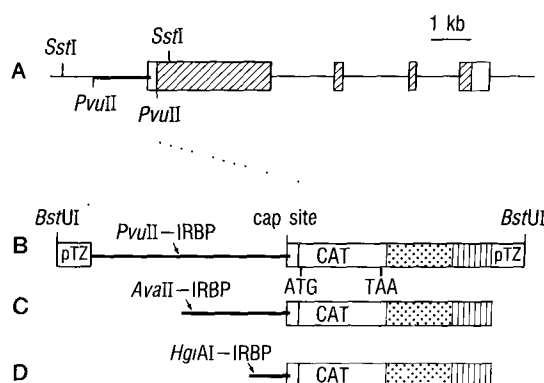 1 kb
SstI
SstI
A
PvuII
PvuII
BstUI
PvuII-IRBP
cap site
BstUI
B
pTZ
CAT
pTZ
ATG
TAA
AvaII-IRBP
C
CAT
HgiAI-IRBP
D
CAT